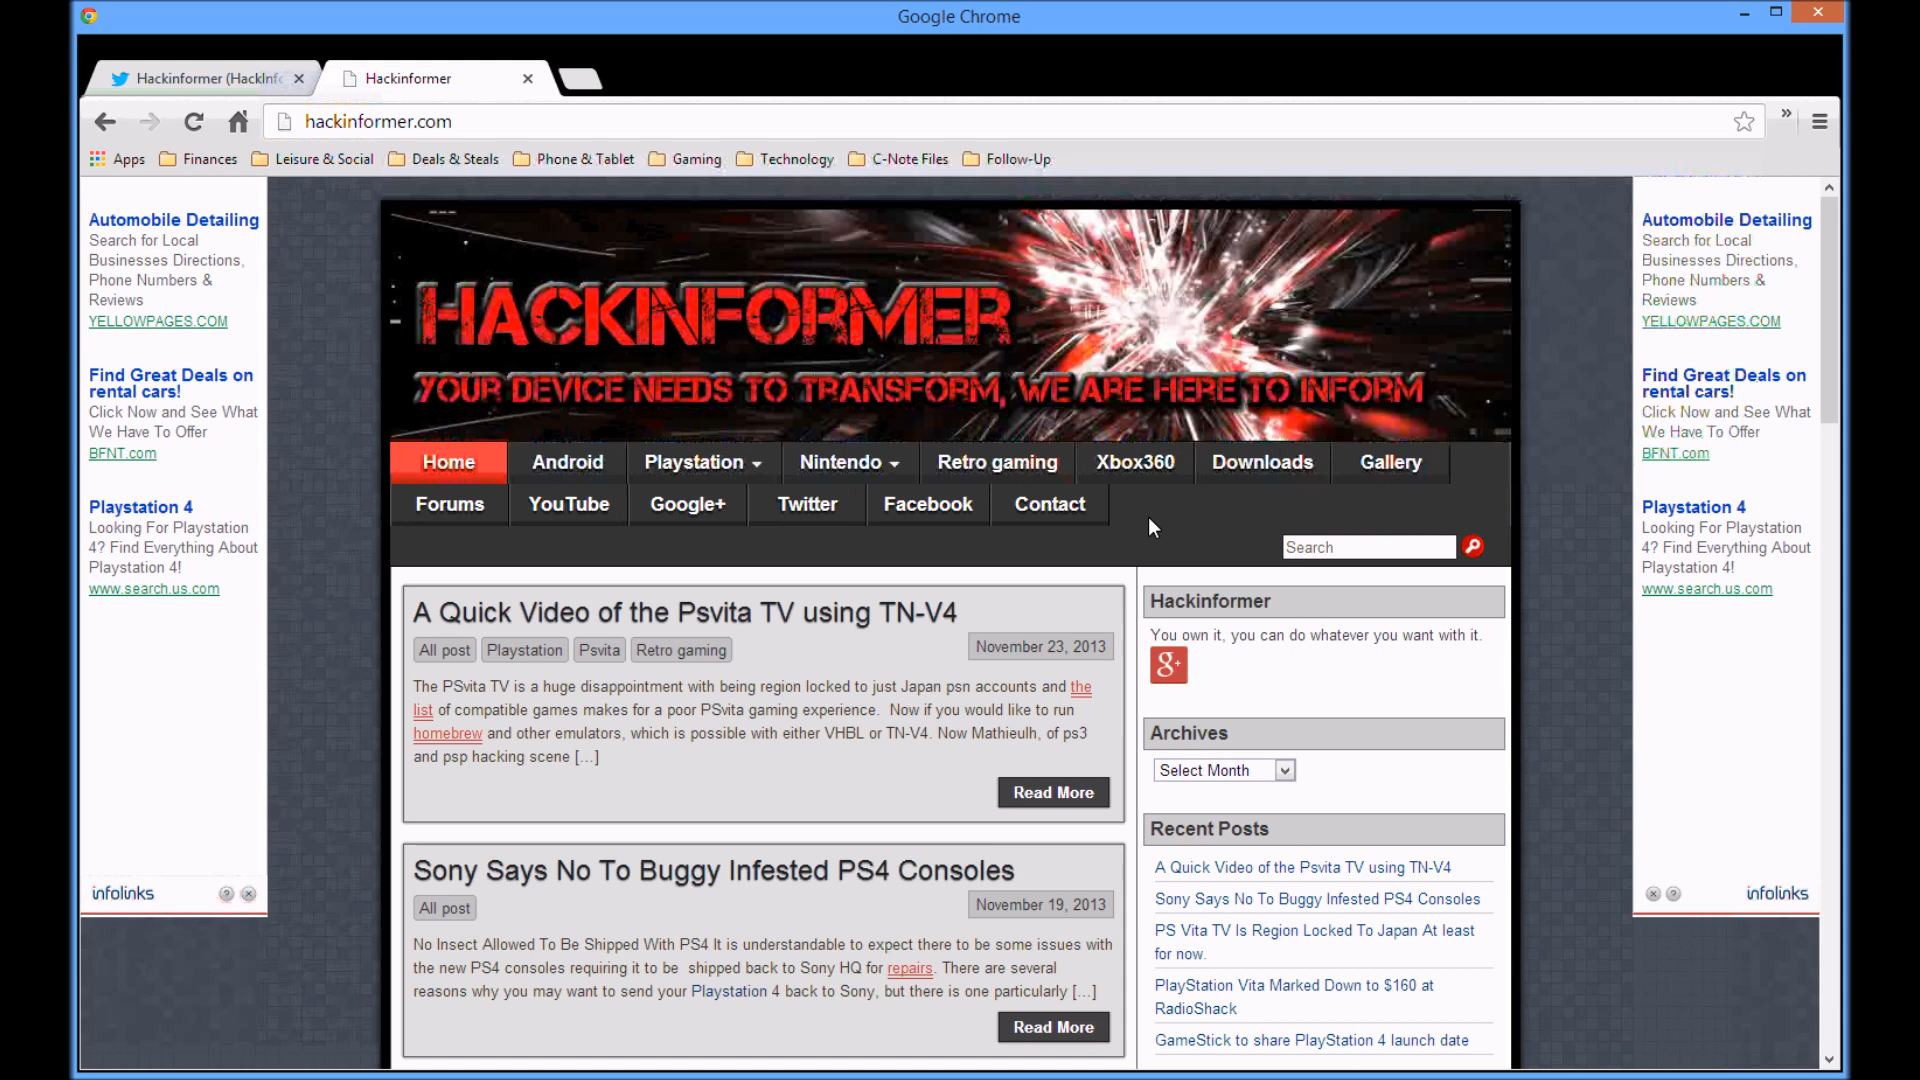 Google Chrome
Hackinformer (HackInfo
Hackinformer
hackinformer.com
Apps
Finances
Leisure & Social
Deals & Steals
Phone & Tablet
Gaming
Technology
C-Note Files
Follow-Up
Automobile Detailing
Search for Local
Businesses Directions,
Phone Numbers &
Reviews
YELLOWPAGES.COM
Find Great Deals on
rental cars!
Click Now and See What
We Have To Offer
BFNT.com
Playstation 4
Looking For Playstation
4? Find Everything About
Playstation 4!
www.search.us.com
infolinks
HACKINFORMER
YOUR DEVICE NEEDS TO TRANSFORM, WE ARE HERE TO INFORM
Home
Android
Playstation
Nintendo
Retro gaming
Xbox360
Downloads
Gallery
Forums
YouTube
Google+
Twitter
Facebook
Contact
Search
A Quick Video of the Psvita TV using TN-V4
All post
Playstation
Psvita
Retro gaming
November 23, 2013
The PSvita TV is a huge disappointment with being region locked to just Japan psn accounts and the
list of compatible games makes for a poor PSvita gaming experience. Now if you would like to run
homebrew and other emulators, which is possible with either VHBL or TN-V4. Now Mathieulh, of ps3
and psp hacking scene [...]
Read More
Sony Says No To Buggy Infested PS4 Consoles
All post
November 19, 2013
No Insect Allowed To Be Shipped With PS4 It is understandable to expect there to be some issues with
the new PS4 consoles requiring it to be shipped back to Sony HQ for repairs. There are several
reasons why you may want to send your Playstation 4 back to Sony, but there is one particularly [...]
Read More
Hackinformer
You own it, you can do whatever you want with it.
g+
Archives
Select Month
Recent Posts
A Quick Video of the Psvita TV using TN-V4
Sony Says No To Buggy Infested PS4 Consoles
PS Vita TV Is Region Locked To Japan At least
for now.
PlayStation Vita Marked Down to $160 at
RadioShack
GameStick to share PlayStation 4 launch date
Automobile Detailing
Search for Local
Businesses Directions,
Phone Numbers &
Reviews
YELLOWPAGES.COM
Find Great Deals on
rental cars!
Click Now and See What
We Have To Offer
BFNT.com
Playstation 4
Looking For Playstation
4? Find Everything About
Playstation 4!
www.search.us.com
infolinks